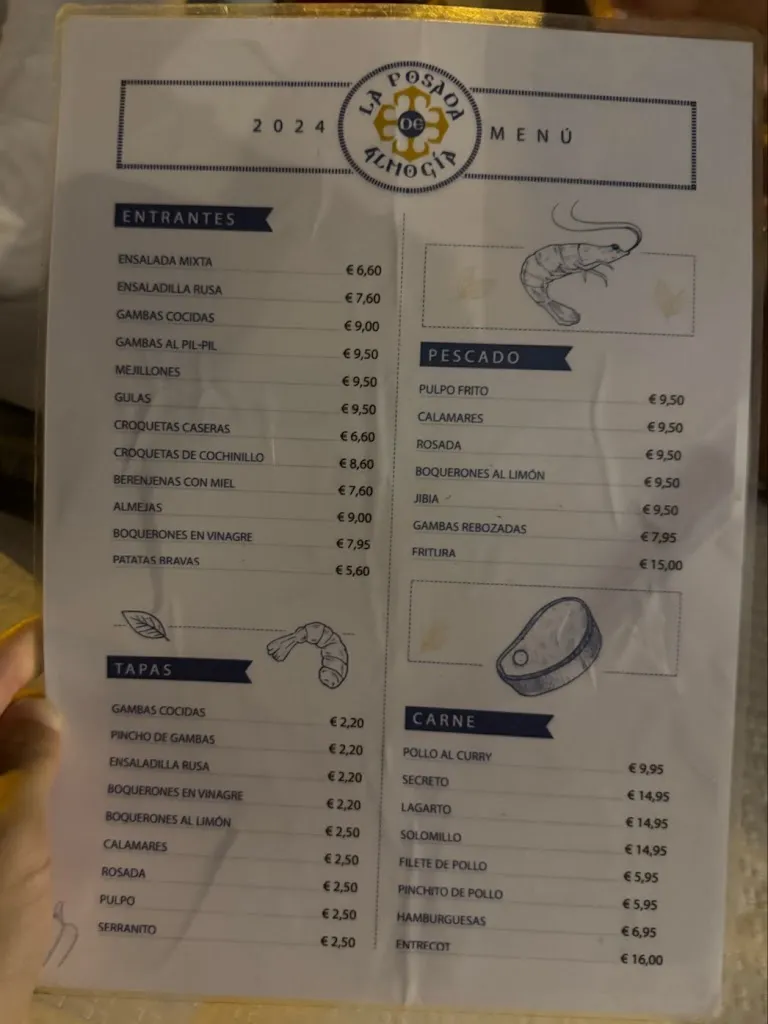 2024
LA POSADA
DE
ALMOGÍA
MENÚ
ENTRANTES
ENSALADA MIXTA € 6,60
ENSALADILLA RUSA € 7,60
GAMBAS COCIDAS € 9,00
GAMBAS AL PIL-PIL € 9,50
MEJILLONES € 9,50
GULAS € 9,50
CROQUETAS CASERAS € 6,60
CROQUETAS DE COCHINILLO € 8,60
BERENJENAS CON MIEL € 7,60
ALMEJAS € 9,00
BOQUERONES EN VINAGRE € 7,95
PATATAS BRAVAS € 5,60
TAPAS
GAMBAS COCIDAS € 2,20
PINCHO DE GAMBAS € 2,20
ENSALADILLA RUSA € 2,20
BOQUERONES EN VINAGRE € 2,20
BOQUERONES AL LIMÓN € 2,50
CALAMARES € 2,50
ROSADA € 2,50
PULPO € 2,50
SERRANITO € 2,50
PESCADO
PULPO FRITO € 9,50
CALAMARES € 9,50
ROSADA € 9,50
BOQUERONES AL LIMÓN € 9,50
JIBIA € 9,50
GAMBAS REBOZADAS € 7,95
FRITURA € 15,00
CARNE
POLLO AL CURRY € 9,95
SECRETO € 14,95
LAGARTO € 14,95
SOLOMILLO € 14,95
FILETE DE POLLO € 5,95
PINCHITO DE POLLO € 5,95
HAMBURGUESAS € 6,95
ENTRECOT € 16,00